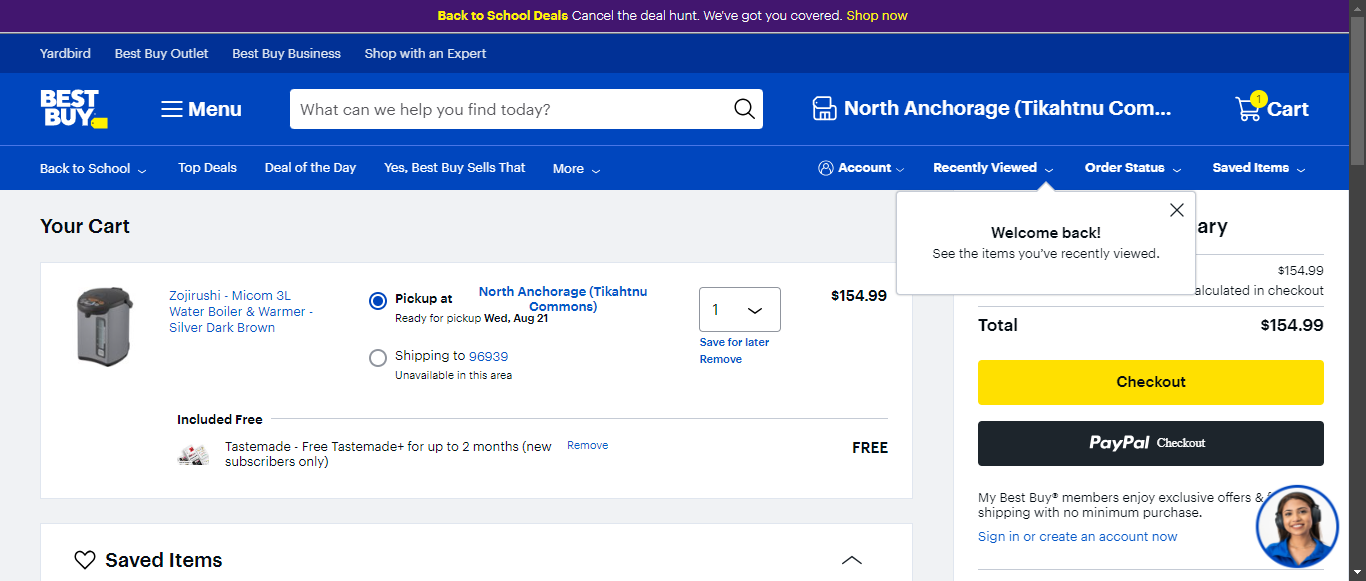 Back to School Deals Cancel the deal hunt. We've got you covered. Shop now
Yardbird Best Buy Outlet Best Buy Business Shop with an Expert
BEST BUY
Menu
What can we help you find today?
North Anchorage (Tikahtnu Com...
1
Cart
Back to School Top Deals Deal of the Day Yes, Best Buy Sells That More
Account Recently Viewed Order Status Saved Items
Welcome back!
See the items you've recently viewed.
Your Cart
Zojirushi - Micom 3L
Water Boiler & Warmer -
Silver Dark Brown
Pickup at North Anchorage (Tikahtnu
Commons)
Ready for pickup Wed, Aug 21
Shipping to 96939
Unavailable in this area
1
Save for later
Remove
$154.99
Included Free
Tastemade - Free Tastemade+ for up to 2 months (new
subscribers only)
Remove
FREE
Saved Items
ary
$154.99
alculated in checkout
Total $154.99
Checkout
PayPal Checkout
My Best Buy® members enjoy exclusive offers &
shipping with no minimum purchase.
Sign in or create an account now